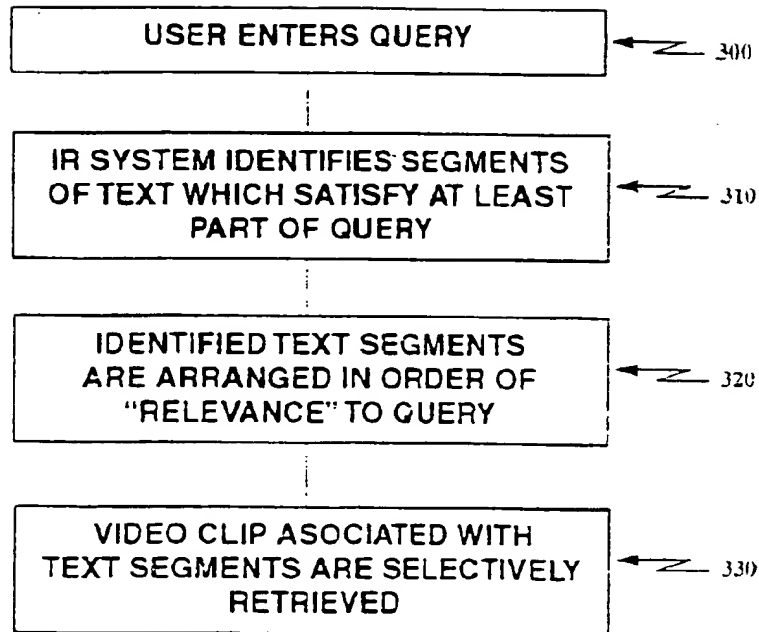 USER ENTERS QUERY
300
IR SYSTEM IDENTIFIES SEGMENTS
OF TEXT WHICH SATISFY AT LEAST
PART OF QUERY
310
IDENTIFIED TEXT SEGMENTS
ARE ARRANGED IN ORDER OF
"RELEVANCE" TO QUERY
320
VIDEO CLIP ASOCIATED WITH
TEXT SEGMENTS ARE SELECTIVELY
RETRIEVED
330